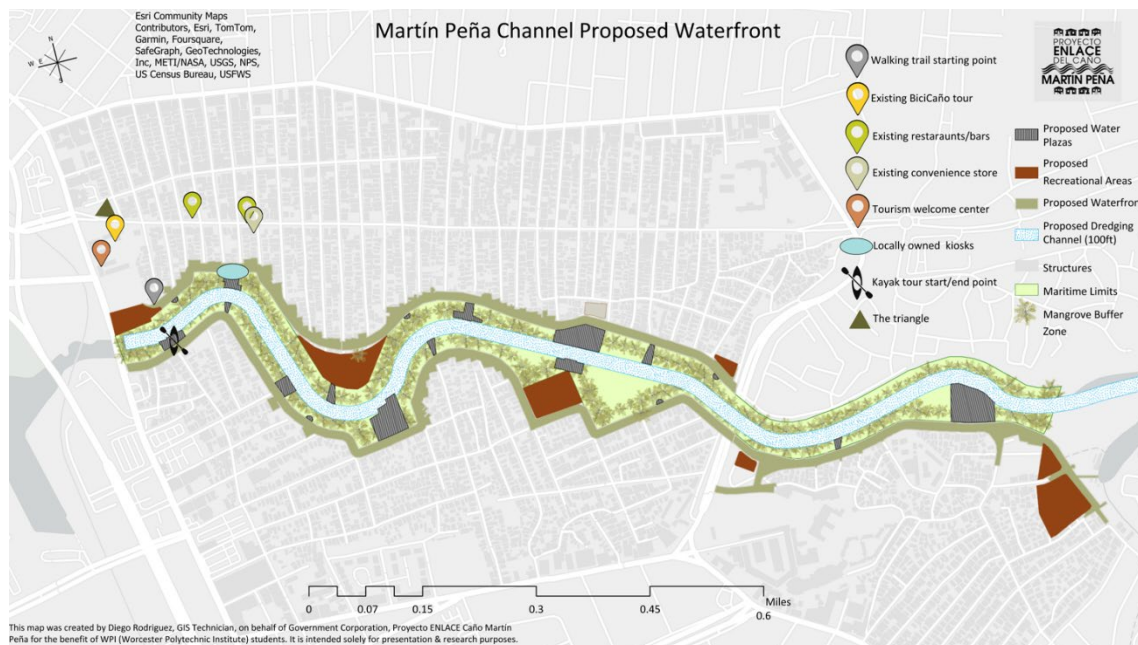 Esri Community Maps
Contributors, Esri, TomTom,
Garmin, Foursquare,
SafeGraph, GeoTechnologies,
Inc, METI/NASA, USGS, NPS,
US Census Bureau, USFWS
N
W
E
S
Martín Peña Channel Proposed Waterfront
PROYECTO
ENLACE
DEL CAÑO
MARTÍN PEÑA
Walking trail starting point
Existing BiciCaño tour
Existing restaraunts/bars
Existing convenience store
Tourism welcome center
Locally owned kiosks
Kayak tour start/end point
The triangle
Proposed Water
Plazas
Proposed
Recreational Areas
Proposed Waterfron
Proposed Dredging
Channel (100ft)
Structures
Maritime Limits
Mangrove Buffer
Zone
0
0.07
0.15
0.3
0.45
0.6
Miles
This map was created by Diego Rodriguez, GIS Technician, on behalf of Government Corporation, Proyecto ENLACE Caño Martín
Peña for the benefit of WPI (Worcester Polytechnic Institute) students. It is intended solely for presentation & research purposes.